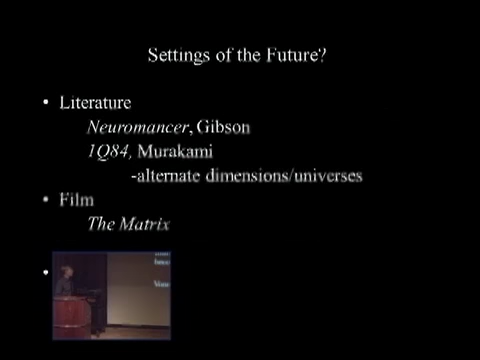 Settings of the Future?
• Literature
Neuromancer, Gibson
1Q84, Murakami
-alternate dimensions/universes
• Film
The Matrix
•